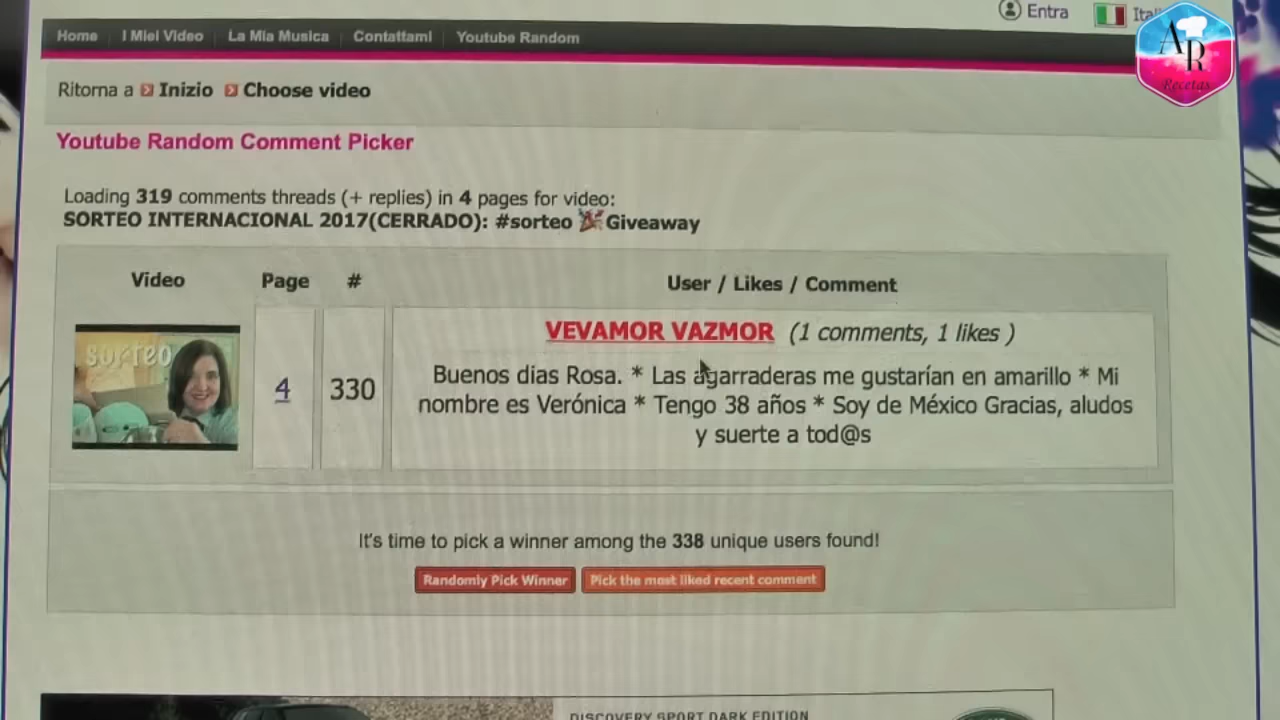 Entra
Home | I Miei Video | La Mia Musica | Contattami | Youtube Random
A
R
Recetas
Ritorna a Inizio Choose video
Youtube Random Comment Picker
Loading 319 comments threads (+ replies) in 4 pages for video:
SORTEO INTERNACIONAL 2017(CERRADO): #sorteo Giveaway
Video Page # User / Likes / Comment
sorteo
VEVAMOR VAZMOR (1 comments, 1 likes )
4 330
Buenos dias Rosa. * Las agarraderas me gustarían en amarillo * Mi
nombre es Verónica * Tengo 38 años * Soy de México Gracias, aludos
y suerte a tod@s
It's time to pick a winner among the 338 unique users found!
Randomly Pick Winner Pick the most liked recent comment
DISCOVERY SPORT DARK EDITION